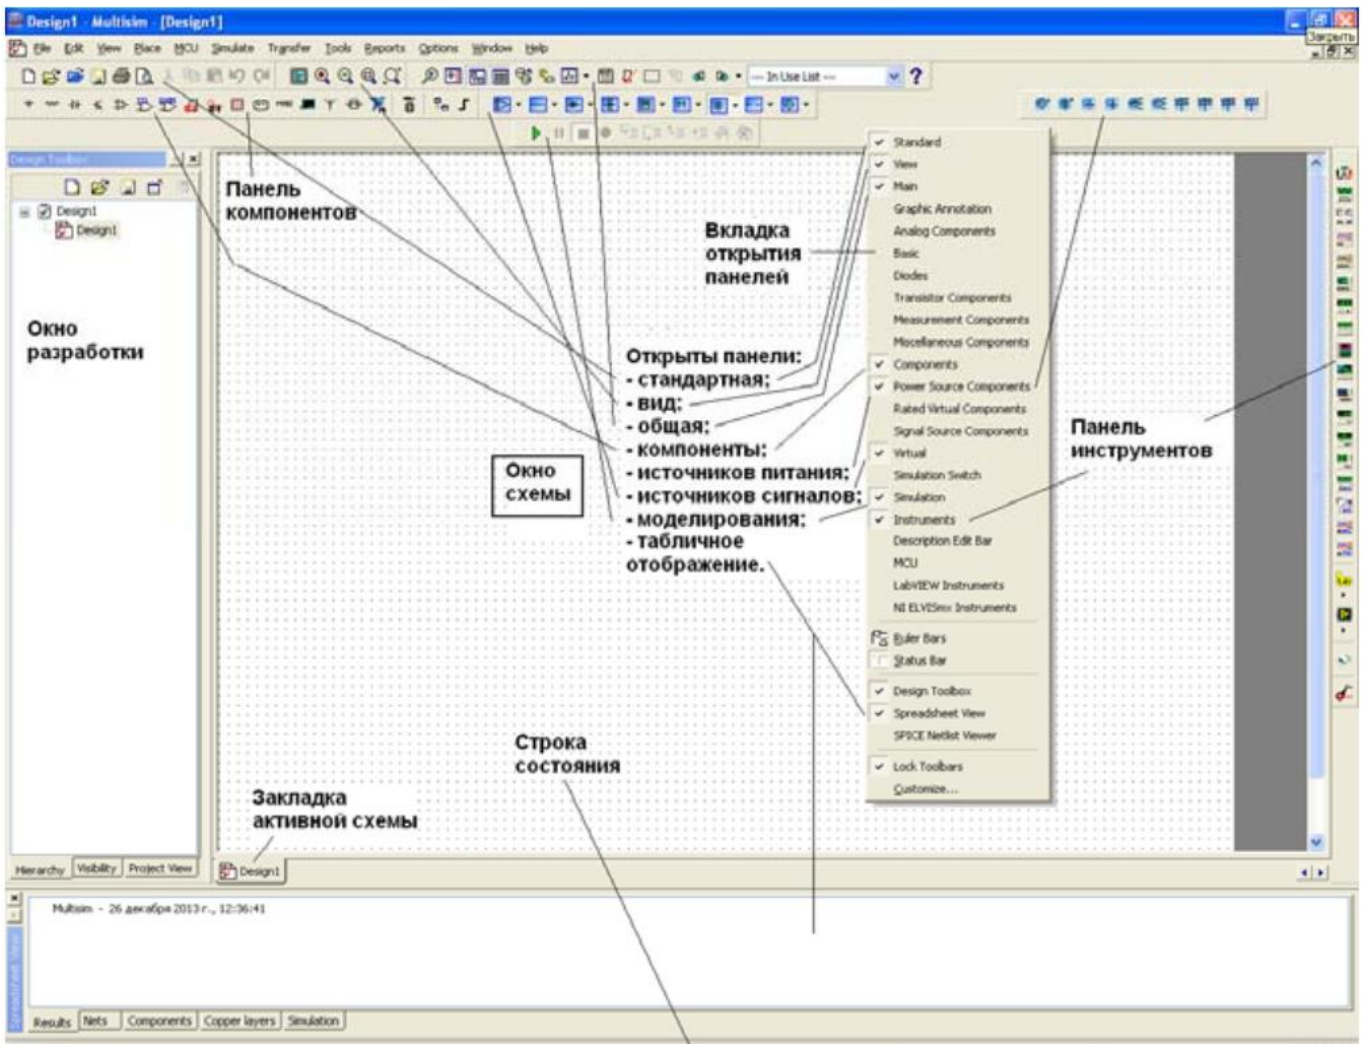 Design1 - Multisim - [Design1]
Закрыть
File Edit View Place MCU Simulate Transfer Tools Reports Options Window Help
--- In Use List ---
Design Toolbox
Design1
Design1
Панель
компонентов
Окно
разработки
Вкладка
открытия
панелей
Открыты панели:
- стандартная;
- вид;
- общая;
- компоненты;
- источников питания;
- источников сигналов;
- моделирования;
- табличное
отображение.
Окно
схемы
Standard
View
Main
Graphic Annotation
Analog Components
Basic
Diodes
Transistor Components
Measurement Components
Miscellaneous Components
Components
Power Source Components
Rated Virtual Components
Signal Source Components
Virtual
Simulation Switch
Simulation
Instruments
Description Edit Bar
MCU
LabVIEW Instruments
NI ELVISmx Instruments
Ruler Bars
Status Bar
Design Toolbox
Spreadsheet View
SPICE Netlist Viewer
Lock Toolbars
Customize...
Панель
инструментов
Строка
состояния
Закладка
активной схемы
Hierarchy Visibility Project View
Design1
Multisim - 26 декабря 2013 г., 12:36:41
Spreadsheet View
Results Nets Components Copper layers Simulation